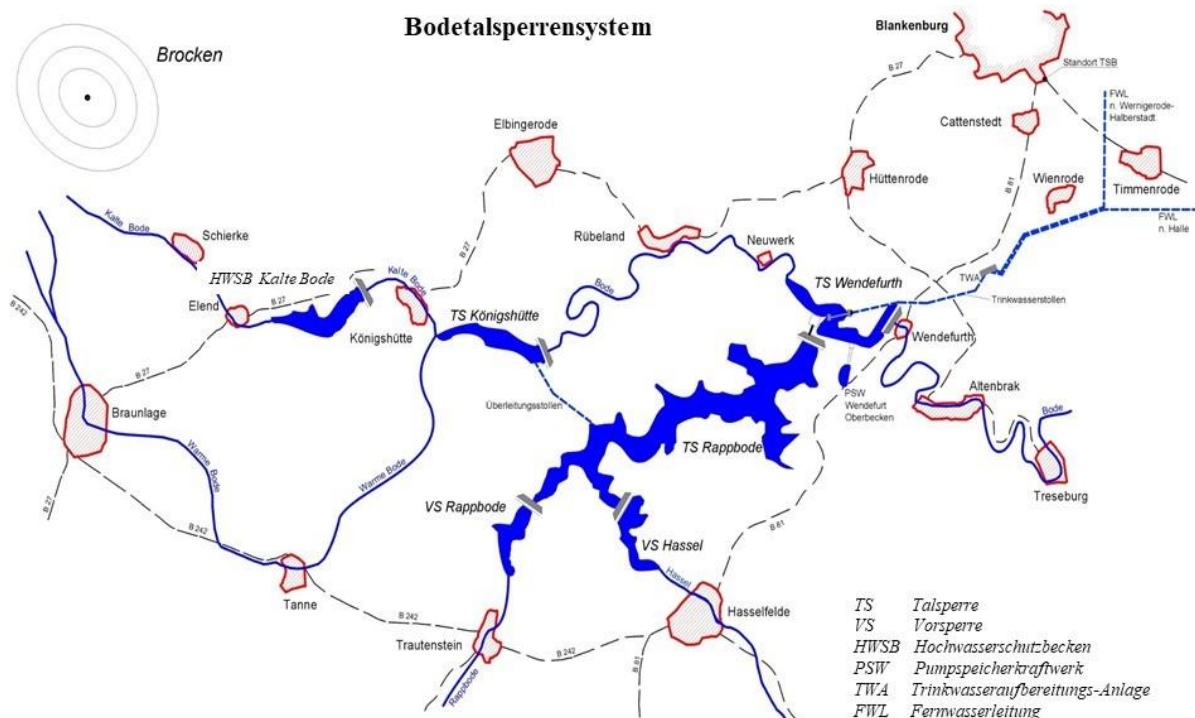 Bodetalsperrensystem
Brocken
Blankenburg
B 27
Standort TSB
FWL
n. Wernigerode-
Halberstadt
Cattenstedt
Elbingerode
Hüttenrode
B 81
Wienrode
Timmenrode
FWL
n. Halle
Kalte Bode
Schierke
Rübeland
Neuwerk
B 27
HWSB Kalte Bode
Kalte Bode
Bode
TS Wendefurth
TWA
Trinkwasserstollen
B 242
Elend
B 27
Königshütte
TS Königshütte
Wendefurth
B 27
Braunlage
Überleitungsstollen
PSW
Wendefurt
Oberbecken
Altenbrak
Bode
TS Rappbode
Warme Bode
Warme Bode
Treseburg
B 27
VS Rappbode
B 242
VS Hassel
B 81
Hassel
Tanne
Hasselfelde
B 242
Trautenstein
B 242
B 81
Rappbode
TS Talsperre
VS Vorsperre
HWSB Hochwasserschutzbecken
PSW Pumpspeicherkraftwerk
TWA Trinkwasseraufbereitungs-Anlage
FWL Fernwasserleitung